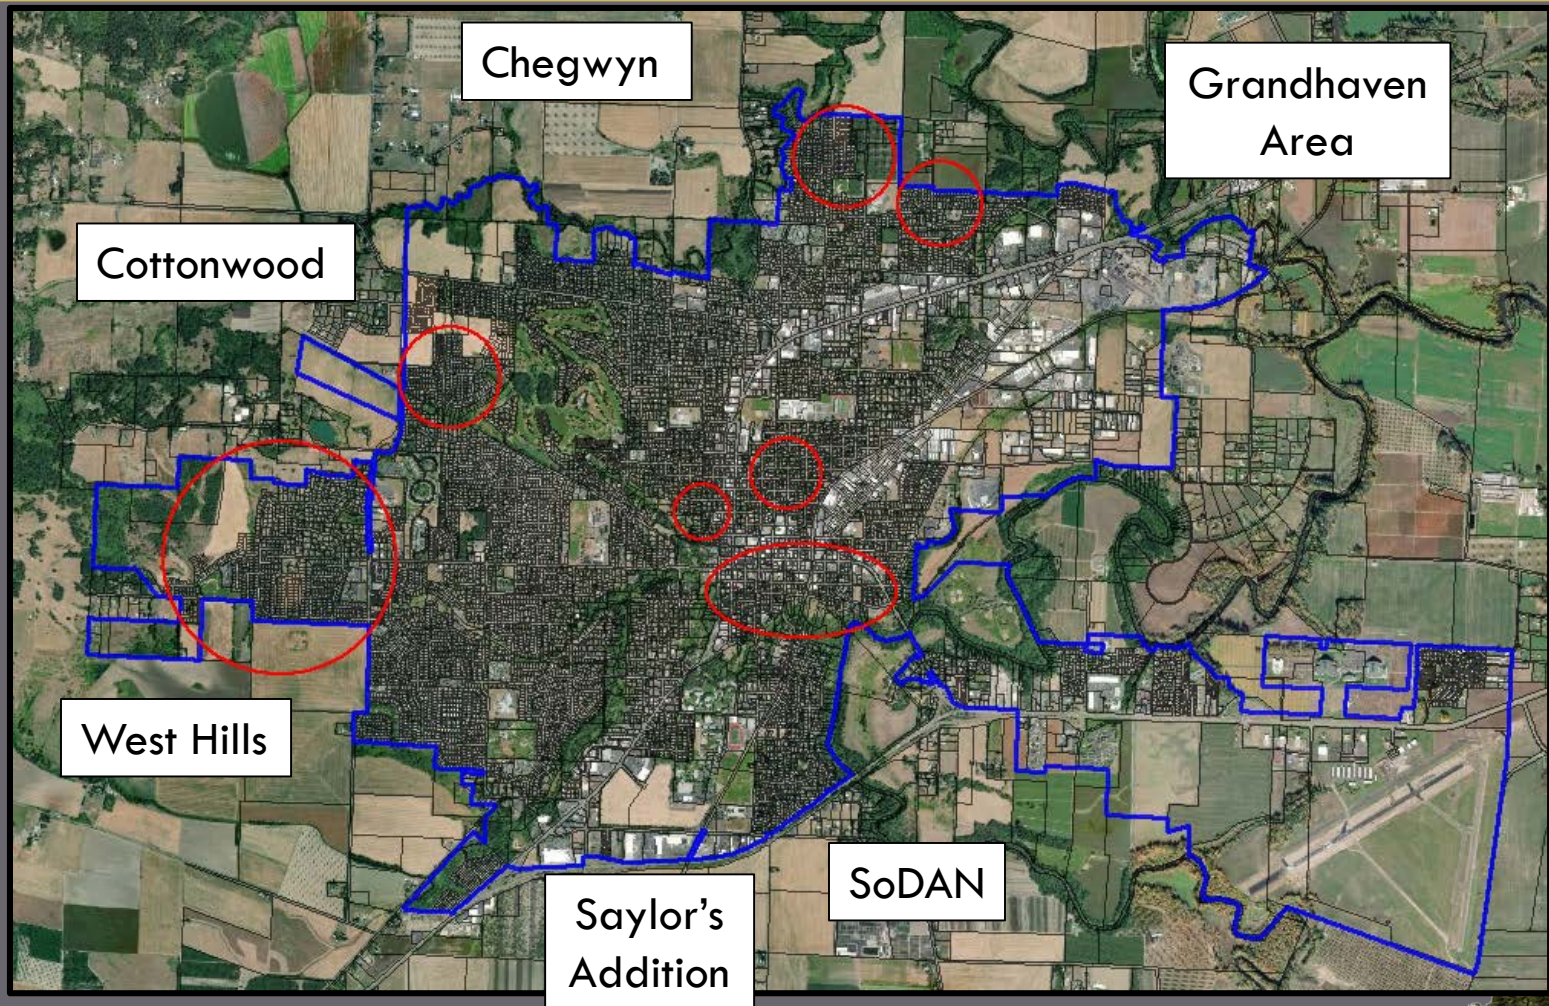 Chegwyn
Grandhaven
Area
Cottonwood
West Hills
SoDAN
Saylor’s
Addition